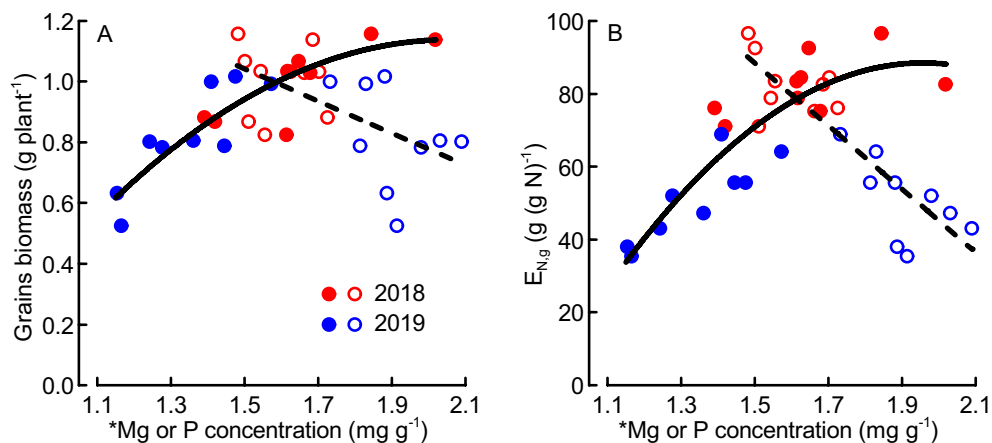 A
Grains biomass (g plant⁻¹)
1.2
1.0
0.8
0.6
0.4
0.2
0.0
2018
2019
1.1 1.3 1.5 1.7 1.9 2.1
*Mg or P concentration (mg g⁻¹)
B
E_N,g (g (g N)⁻¹)
100
80
60
40
20
0
1.1 1.3 1.5 1.7 1.9 2.1
*Mg or P concentration (mg g⁻¹)